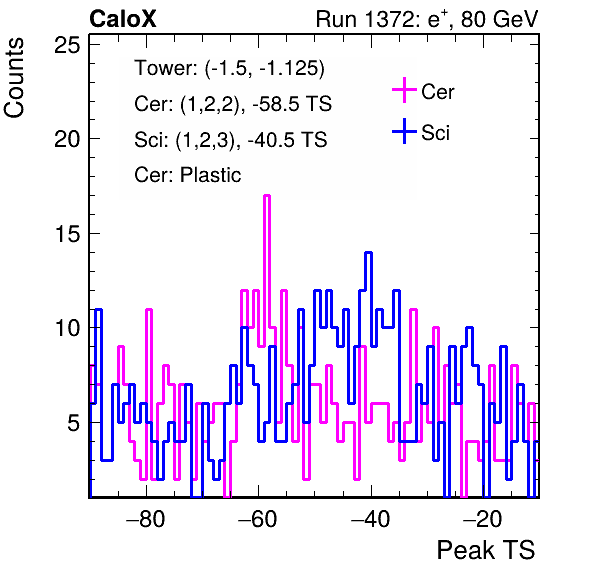 CaloX Run 1372: e⁺, 80 GeV
Counts
25
Tower: (-1.5, -1.125)
Cer
Cer: (1,2,2), -58.5 TS
Sci
Sci: (1,2,3), -40.5 TS
20
Cer: Plastic
15
10
5
−80 −60 −40 −20
Peak TS